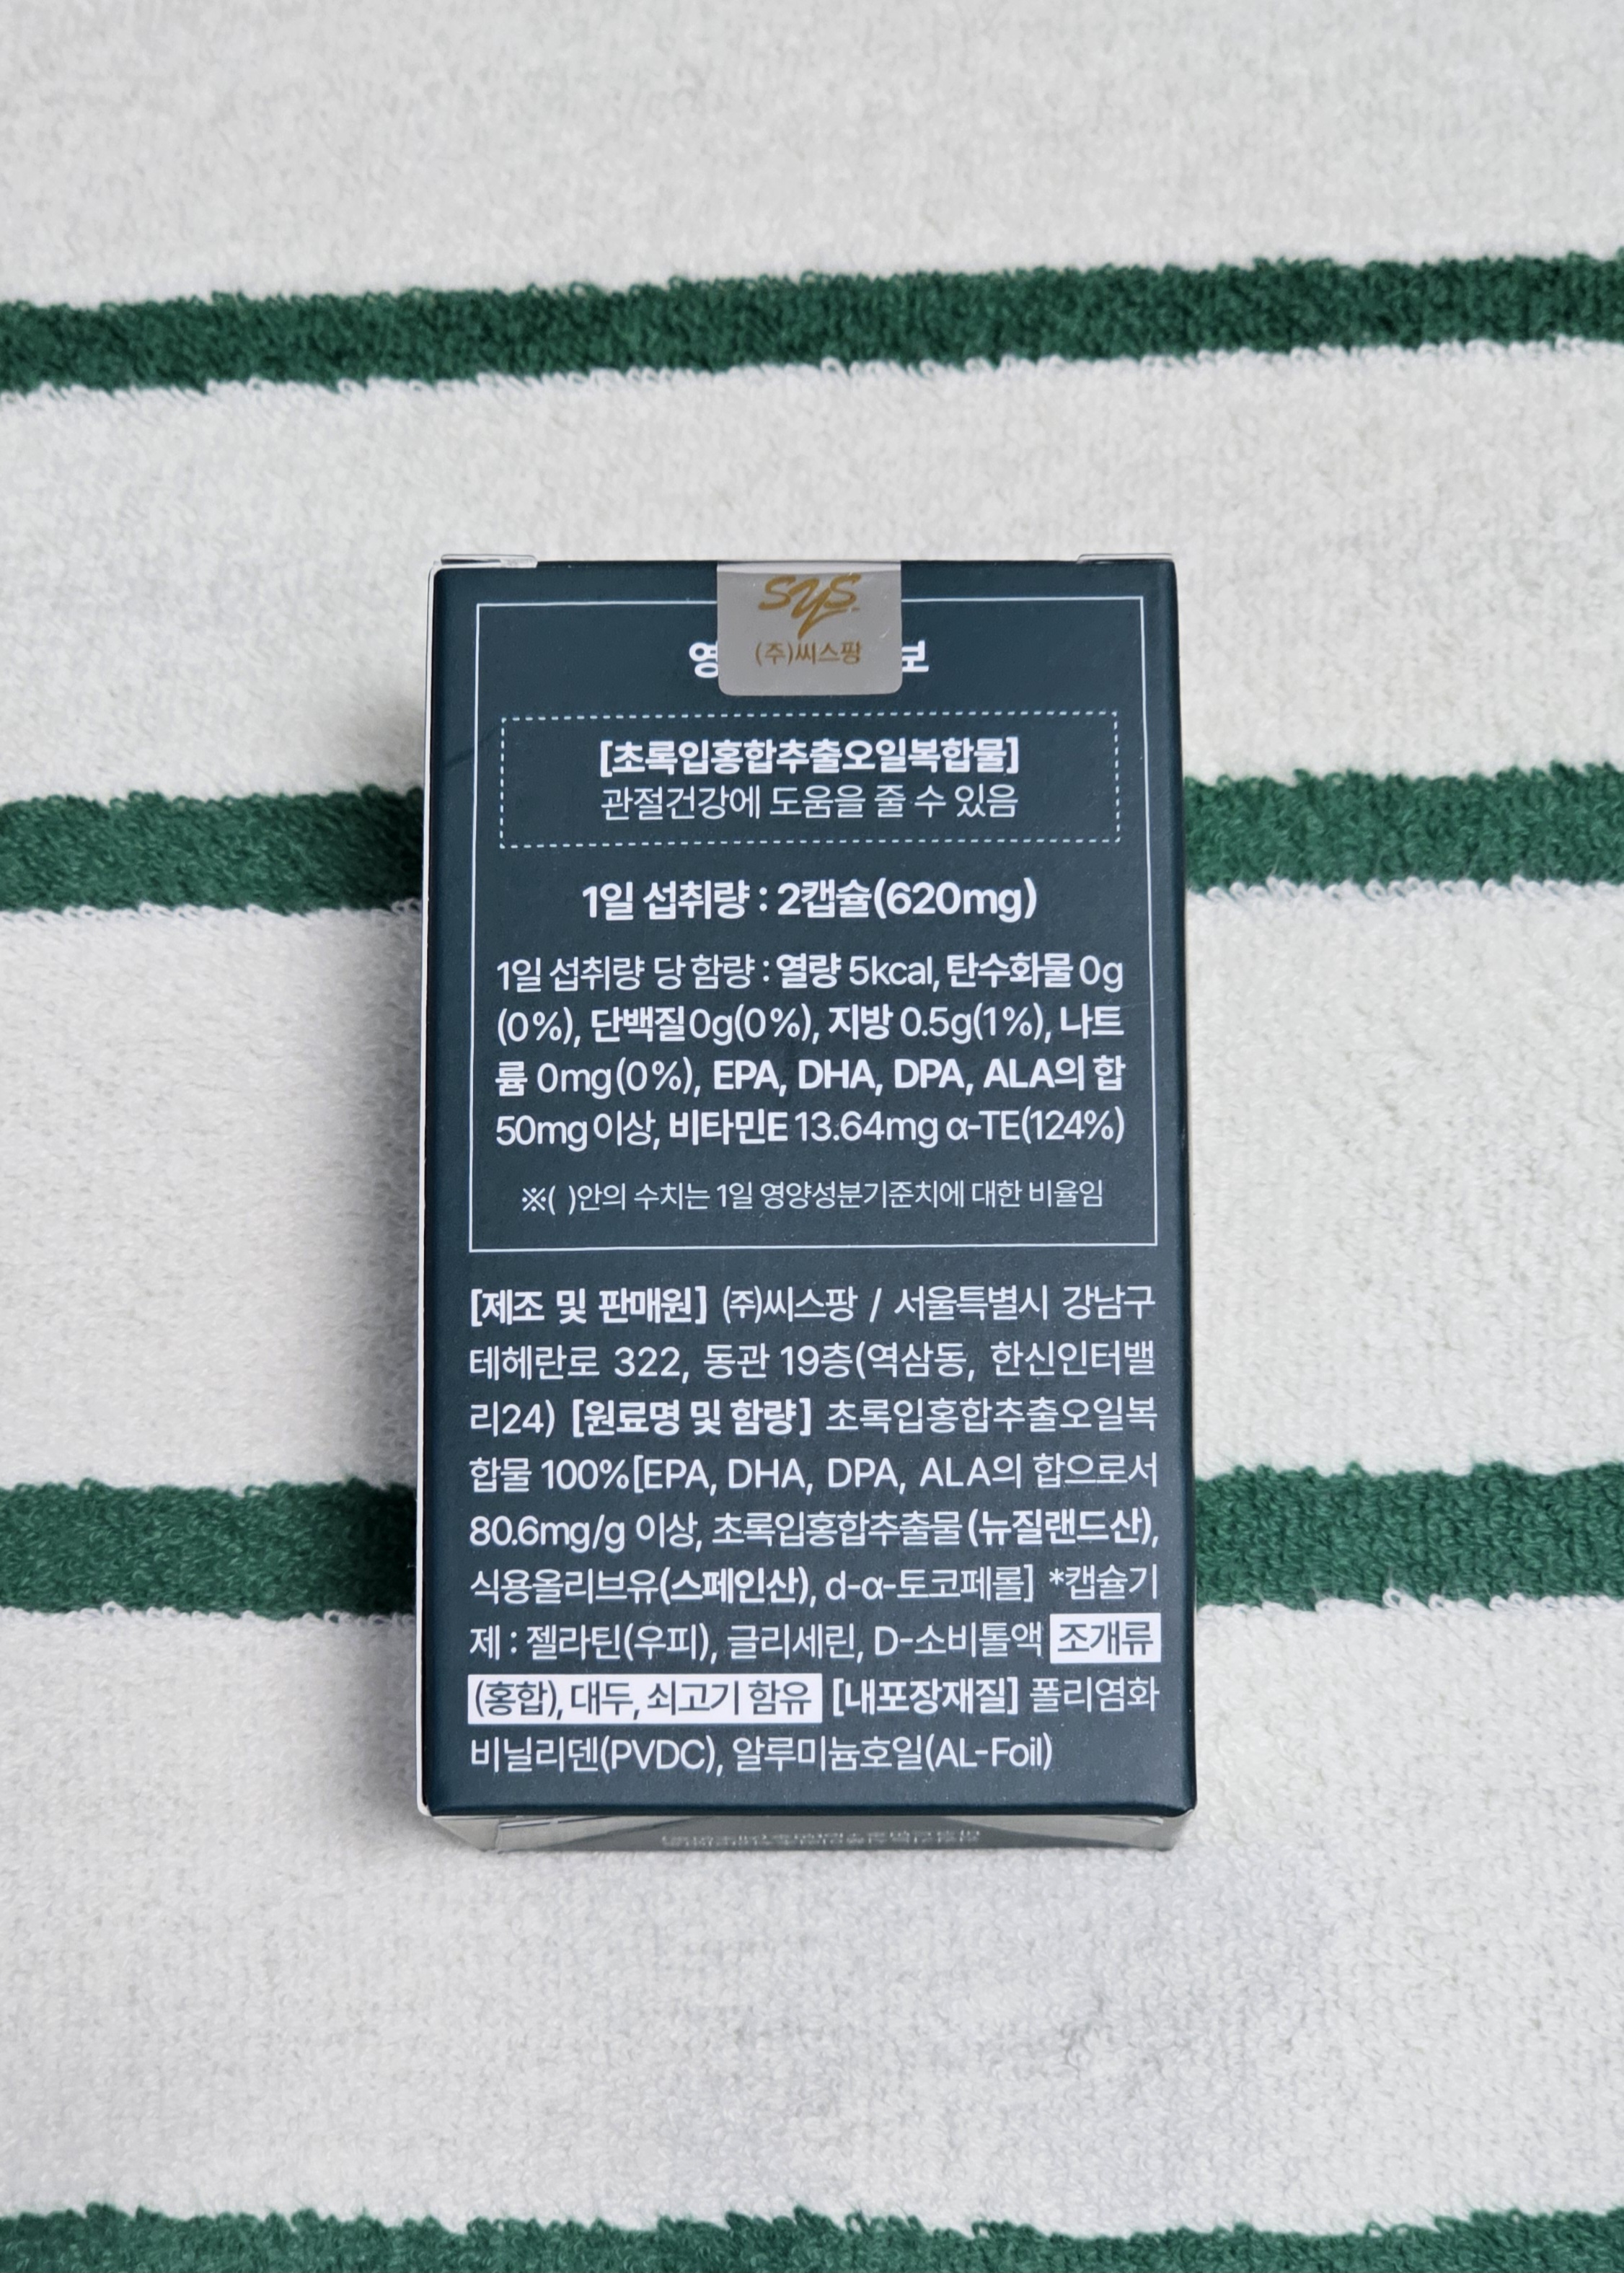 sys
(주)씨스팡
영 보
[초록입홍합추출오일복합물]
관절건강에 도움을 줄 수 있음
1일 섭취량 : 2캡슐(620mg)
1일 섭취량 당 함량 : 열량 5kcal, 탄수화물 0g
(0%), 단백질 0g(0%), 지방 0.5g(1%), 나트
륨 0mg(0%), EPA, DHA, DPA, ALA의 합
50mg 이상, 비타민E 13.64mg α-TE(124%)
※( )안의 수치는 1일 영양성분기준치에 대한 비율임
[제조 및 판매원] (주)씨스팡 / 서울특별시 강남구
테헤란로 322, 동관 19층(역삼동, 한신인터밸
리24) [원료명 및 함량] 초록입홍합추출오일복
합물 100%[EPA, DHA, DPA, ALA의 합으로서
80.6mg/g 이상, 초록입홍합추출물(뉴질랜드산),
식용올리브유(스페인산), d-α-토코페롤] *캡슐기
제 : 젤라틴(우피), 글리세린, D-소비톨액 조개류
(홍합), 대두, 쇠고기 함유 [내포장재질] 폴리염화
비닐리덴(PVDC), 알루미늄호일(AL-Foil)